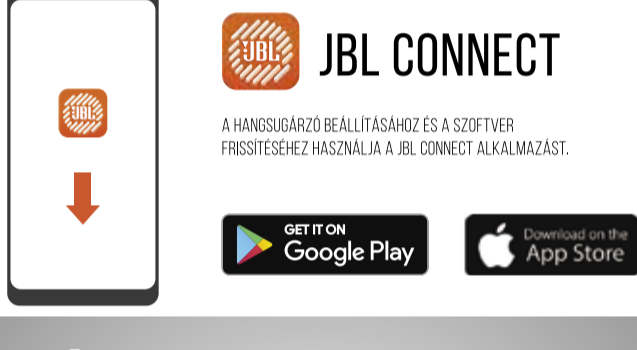 JBL
JBL
JBL CONNECT
A HANGSUGÁRZÓ BEÁLLÍTÁSÁHOZ ÉS A SZOFTVER
FRISSÍTÉSÉHEZ HASZNÁLJA A JBL CONNECT ALKALMAZÁST.
GET IT ON
Google Play
Download on the
App Store